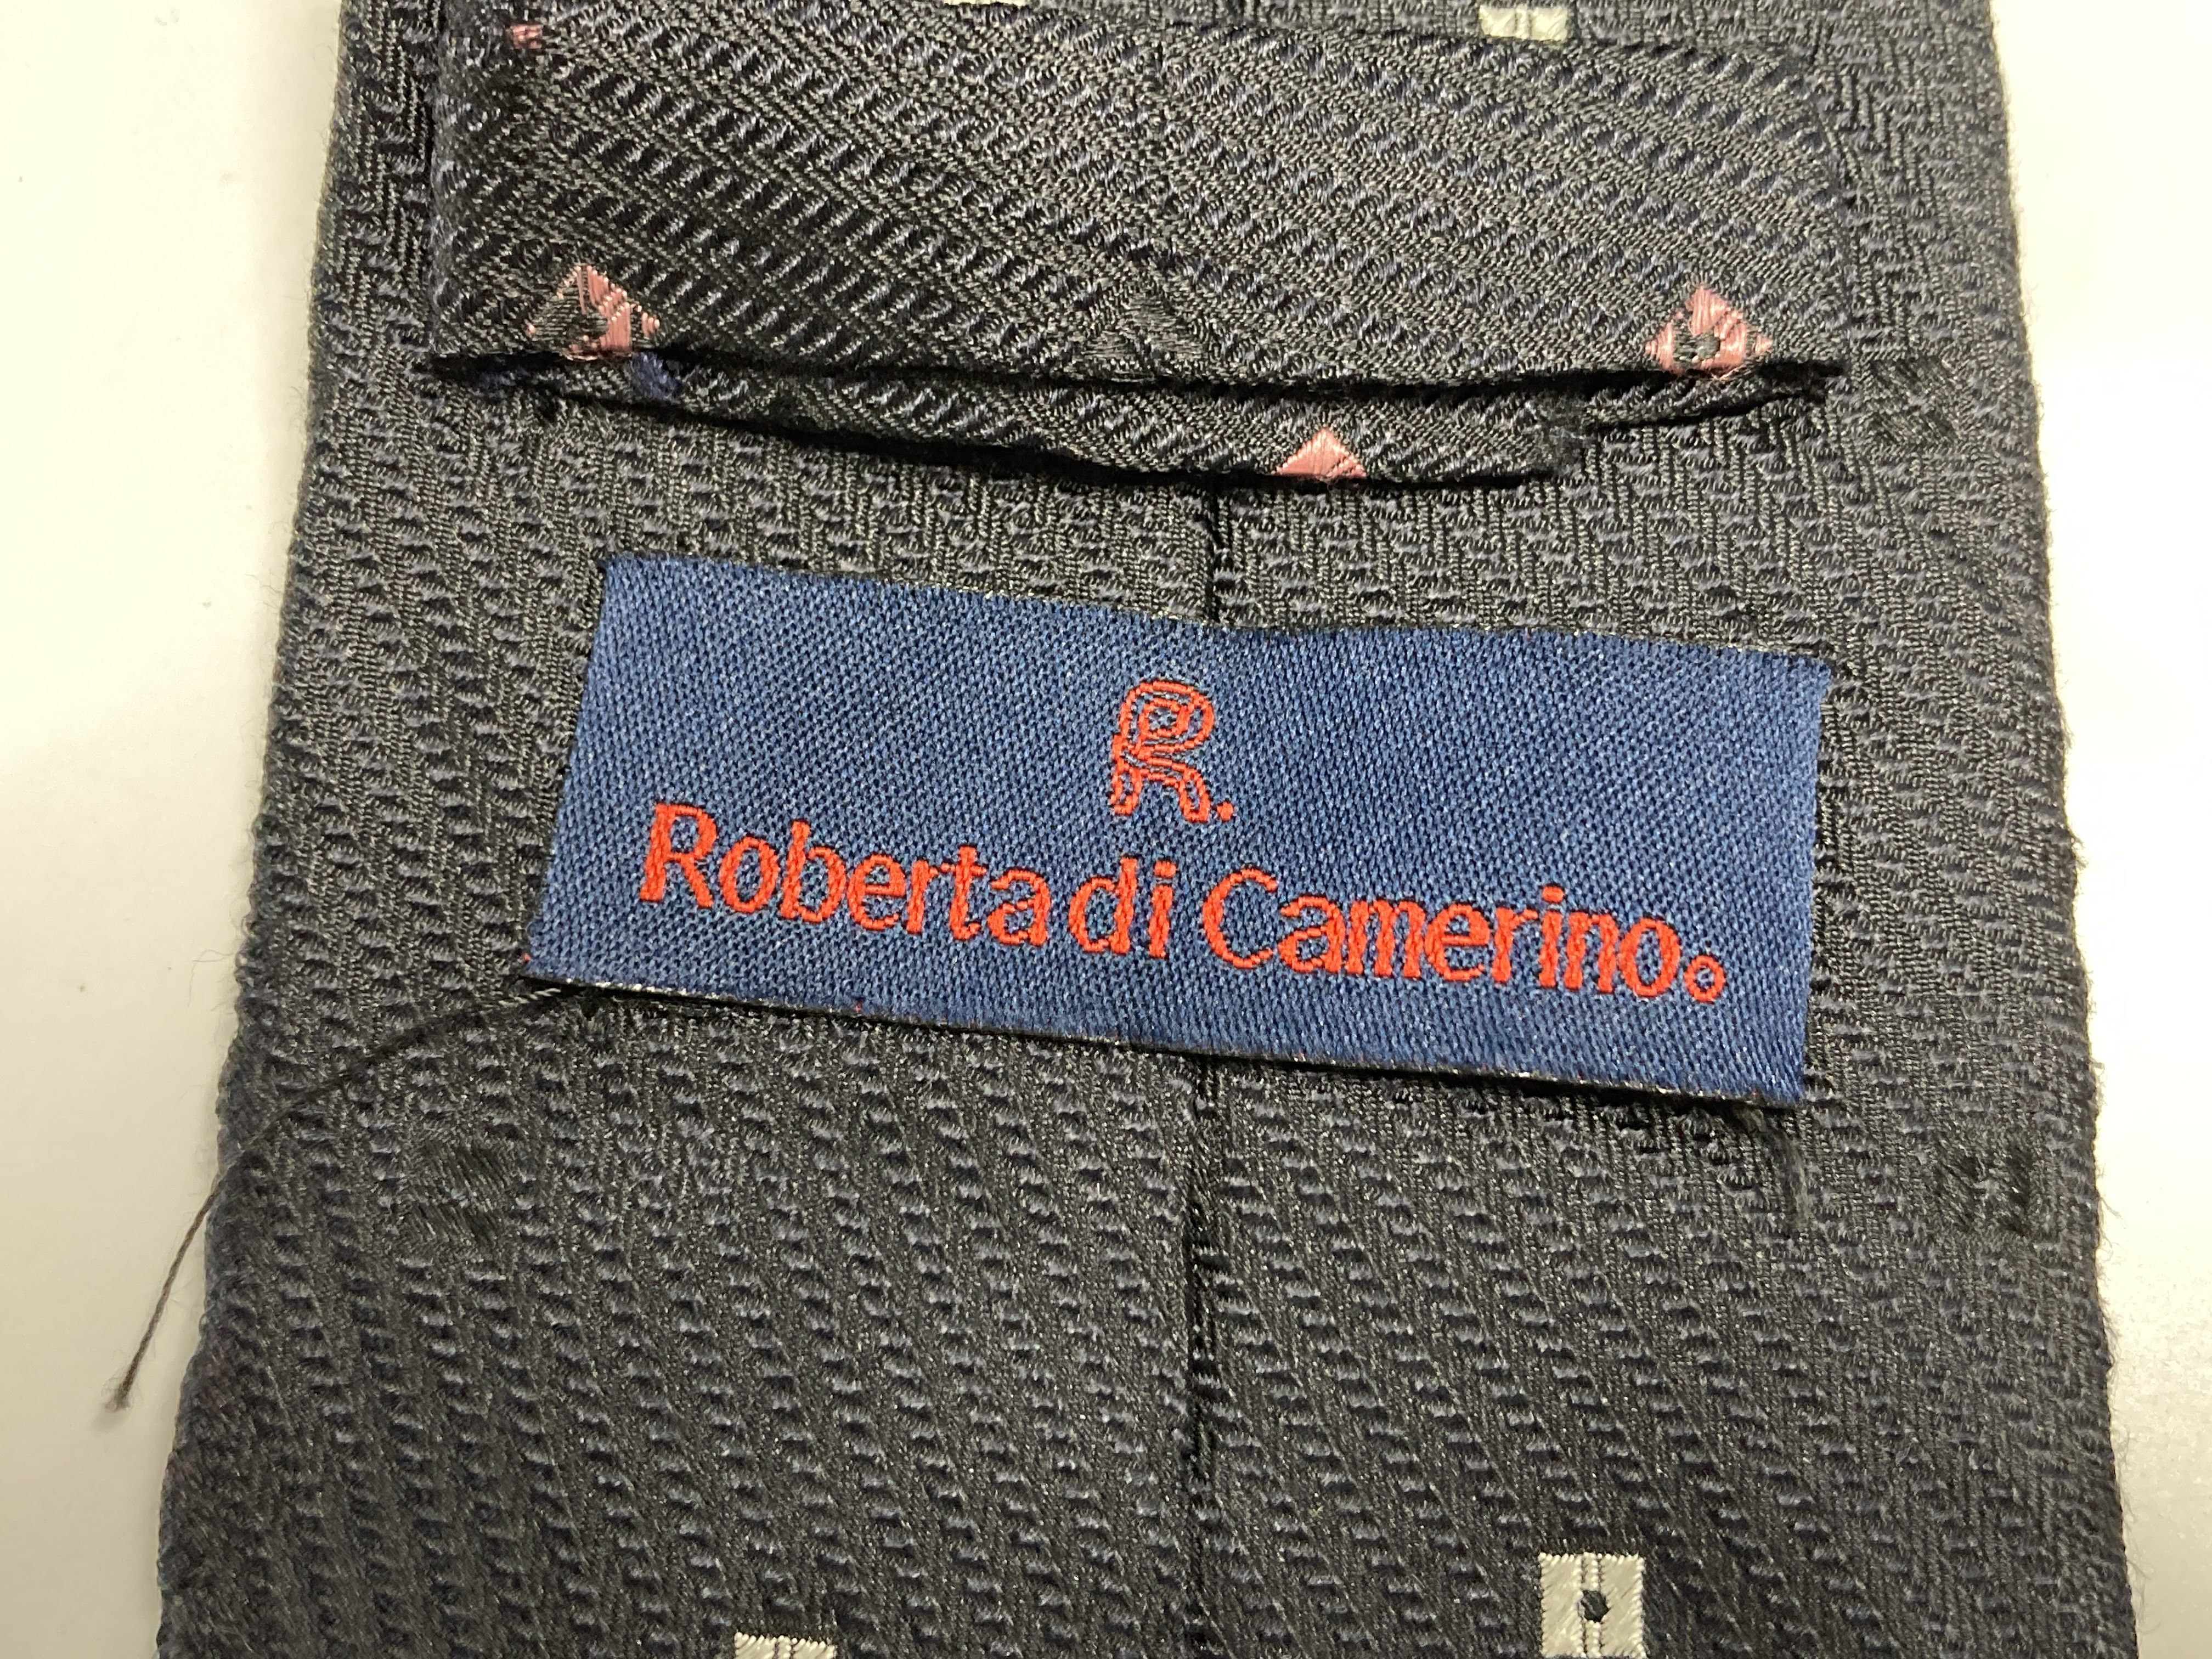 R.
Roberta di Camerino